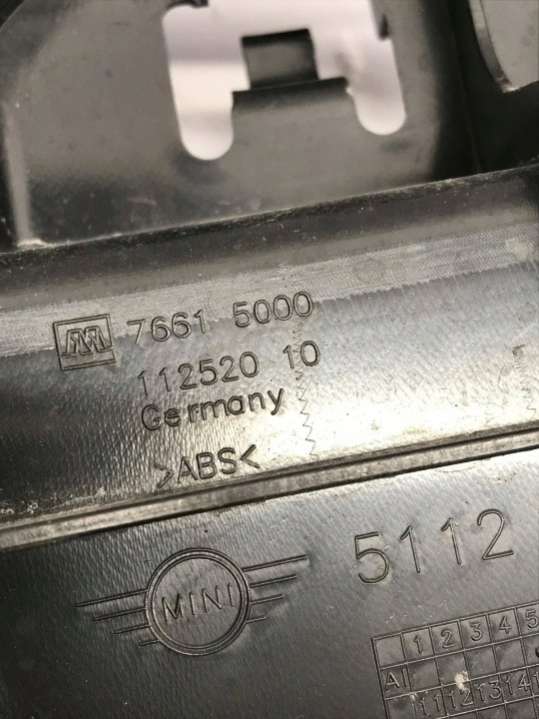 7661 5000
112520 10
Germany
>ABS<
MINI
5112
1 2 3 4 5
A
11 12 13 14